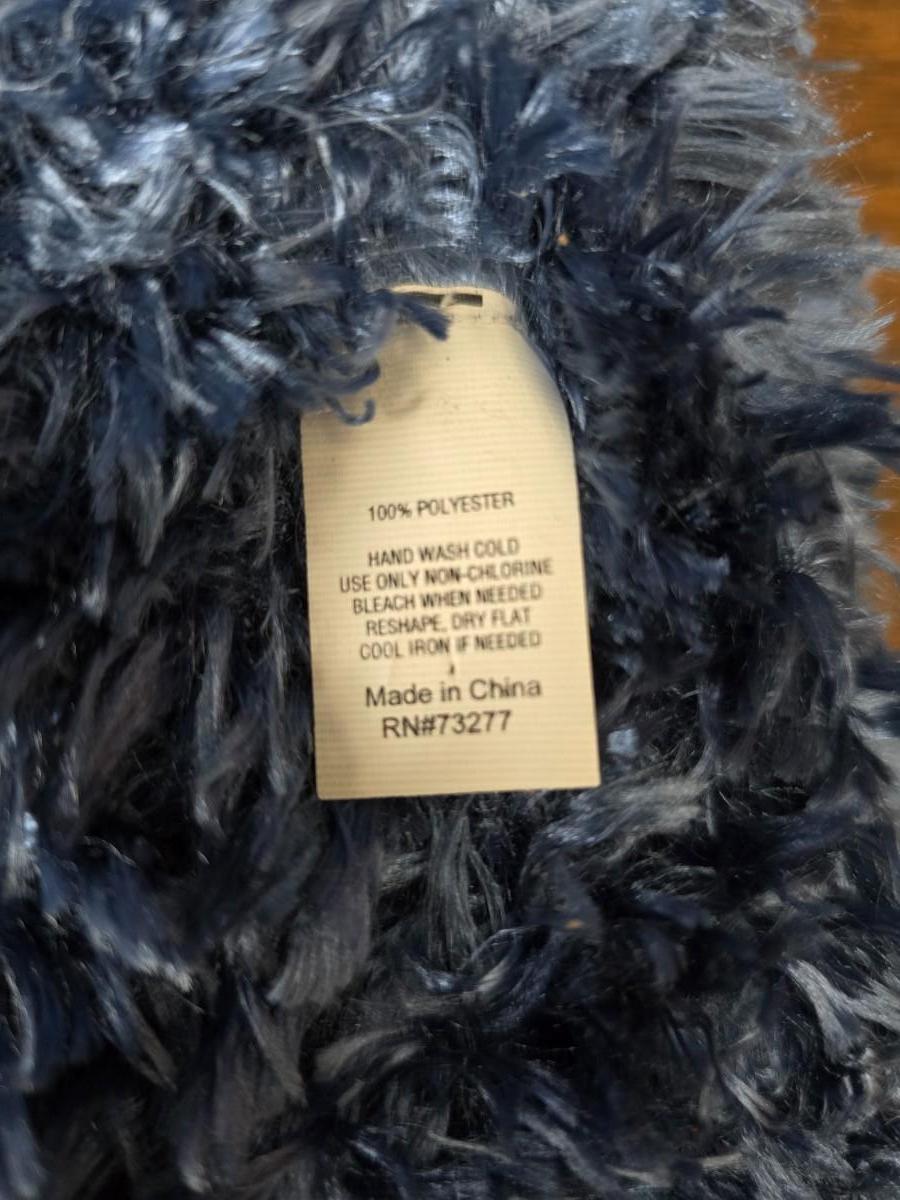 100% POLYESTER
HAND WASH COLD
USE ONLY NON-CHLORINE
BLEACH WHEN NEEDED
RESHAPE, DRY FLAT
COOL IRON IF NEEDED
Made in China
RN#73277